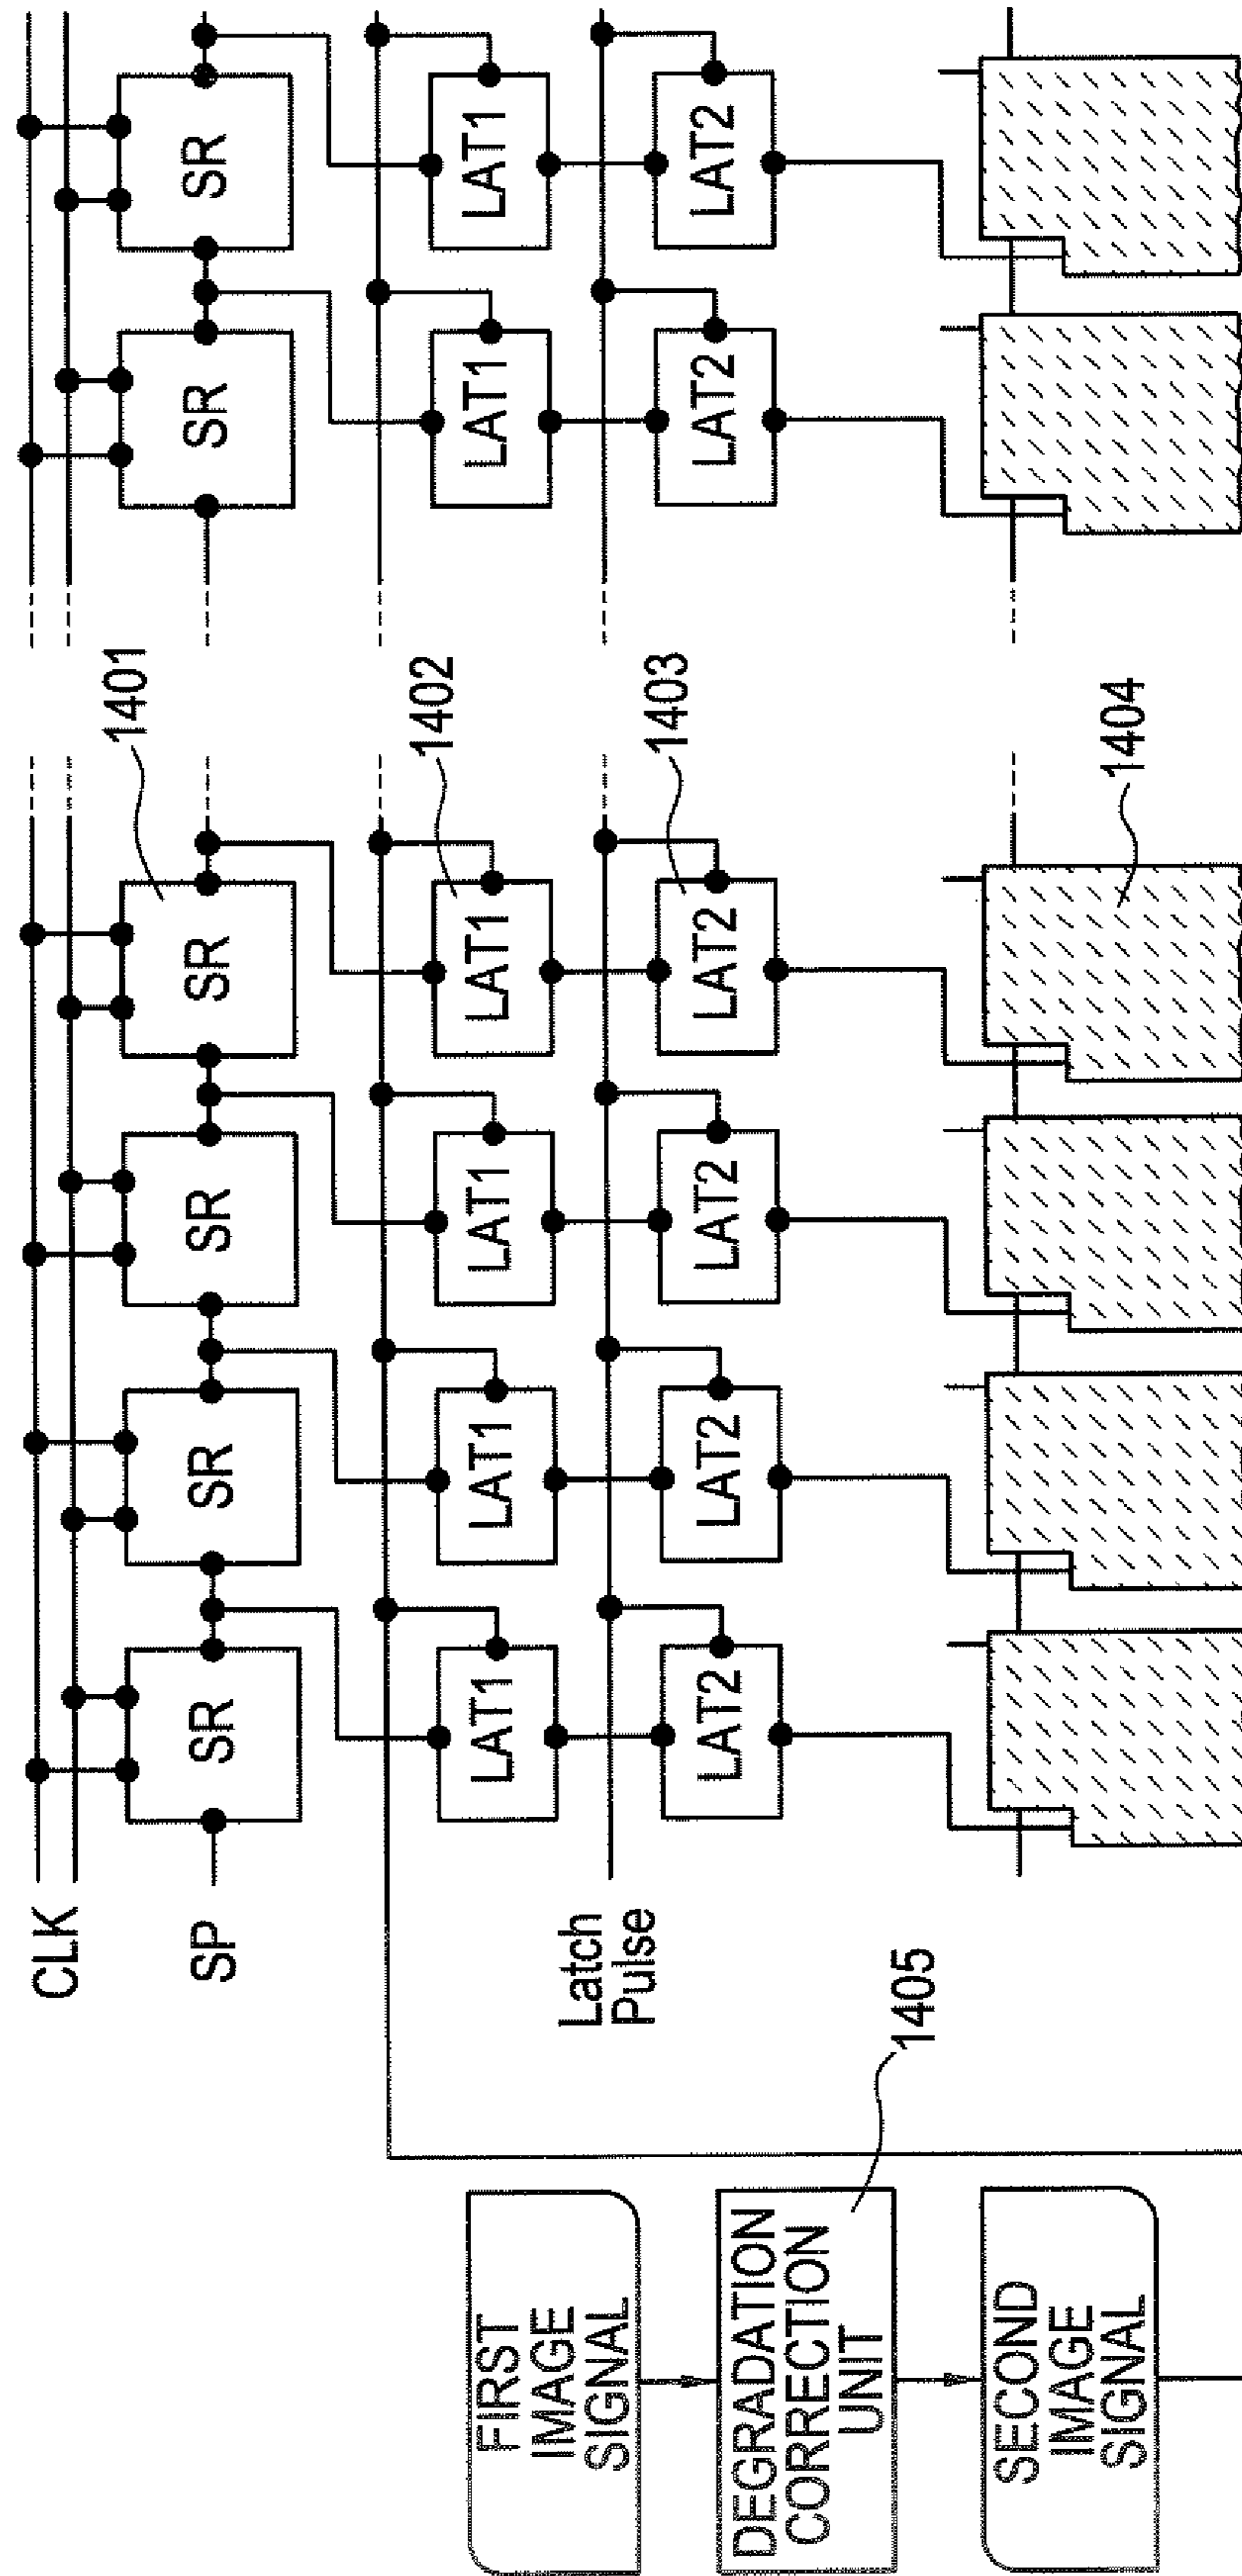 CLK
SP
SR
SR
SR
SR
SR
SR
1401
LAT1
LAT1
LAT1
LAT1
LAT1
LAT1
1402
Latch
Pulse
LAT2
LAT2
LAT2
LAT2
LAT2
LAT2
1403
1404
FIRST
IMAGE
SIGNAL
DEGRADATION
CORRECTION
UNIT
1405
SECOND
IMAGE
SIGNAL